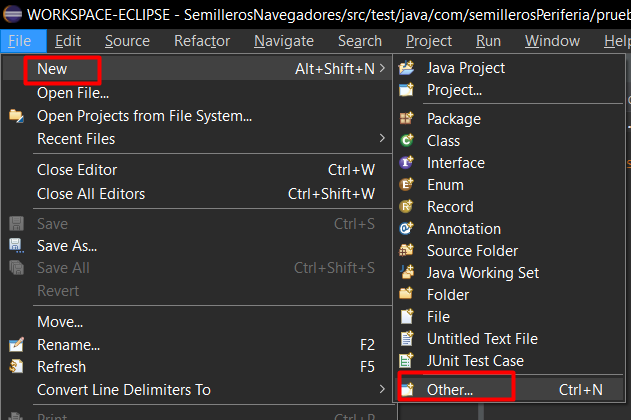 WORKSPACE-ECLIPSE - SemillerosNavegadores/src/test/java/com/semillerosPeriferia/prue
File Edit Source Refactor Navigate Search Project Run Window Help
New Alt+Shift+N >
Open File...
Open Projects from File System...
Recent Files >
Close Editor Ctrl+W
Close All Editors Ctrl+Shift+W
Save Ctrl+S
Save As...
Save All Ctrl+Shift+S
Revert
Move...
Rename... F2
Refresh F5
Convert Line Delimiters To >
Print... Ctrl+P
Java Project
Project...
Package
Class
Interface
Enum
Record
Annotation
Source Folder
Java Working Set
Folder
File
Untitled Text File
JUnit Test Case
Other... Ctrl+N